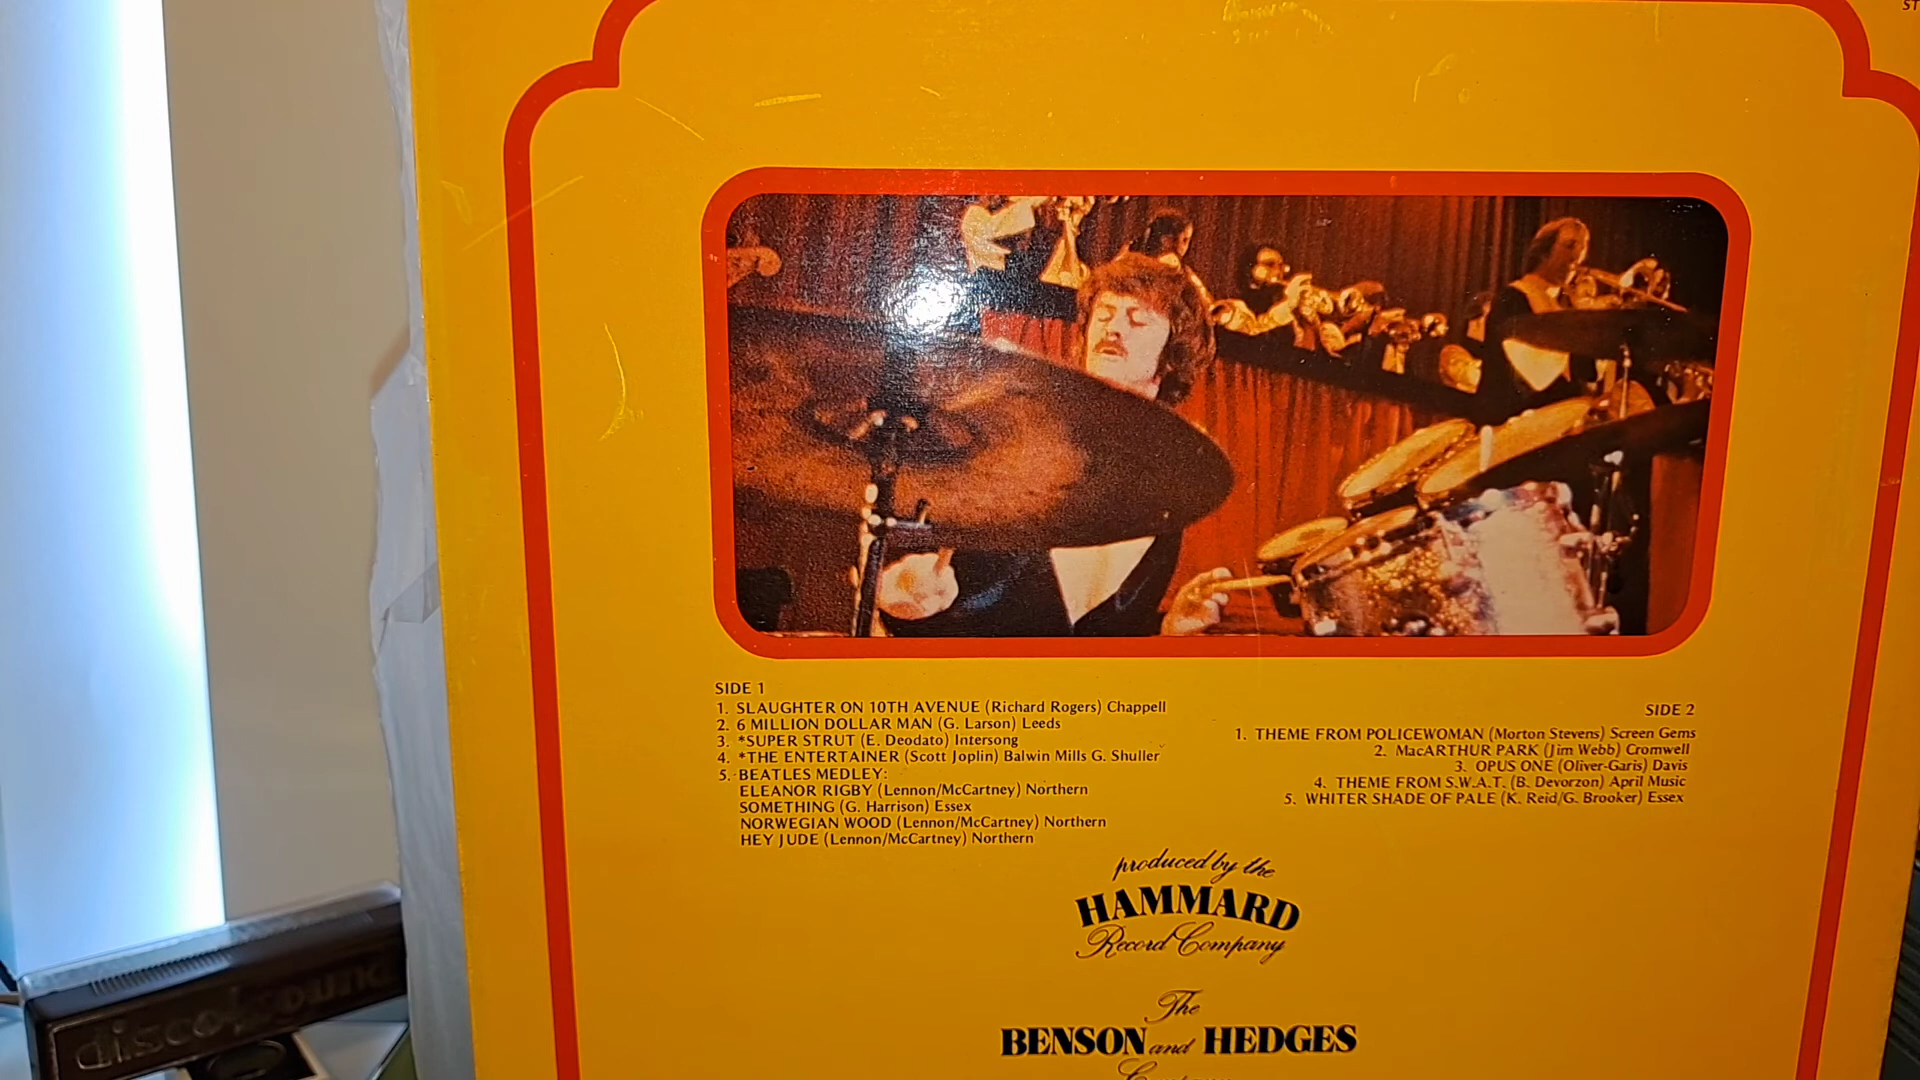 ST
SIDE 1
1. SLAUGHTER ON 10TH AVENUE (Richard Rogers) Chappell
2. 6 MILLION DOLLAR MAN (G. Larson) Leeds
3. *SUPER STRUT (E. Deodato) Intersong
4. *THE ENTERTAINER (Scott Joplin) Balwin Mills G. Shuller
5. BEATLES MEDLEY:
ELEANOR RIGBY (Lennon/McCartney) Northern
SOMETHING (G. Harrison) Essex
NORWEGIAN WOOD (Lennon/McCartney) Northern
HEY JUDE (Lennon/McCartney) Northern
SIDE 2
1. THEME FROM POLICEWOMAN (Morton Stevens) Screen Gems
2. MacARTHUR PARK (Jim Webb) Cromwell
3. OPUS ONE (Oliver-Garis) Davis
4. THEME FROM S.W.A.T. (B. Devorzon) April Music
5. WHITER SHADE OF PALE (K. Reid/G. Brooker) Essex
produced by the
HAMMARD
Record Company
The
BENSON and HEDGES
disco sound